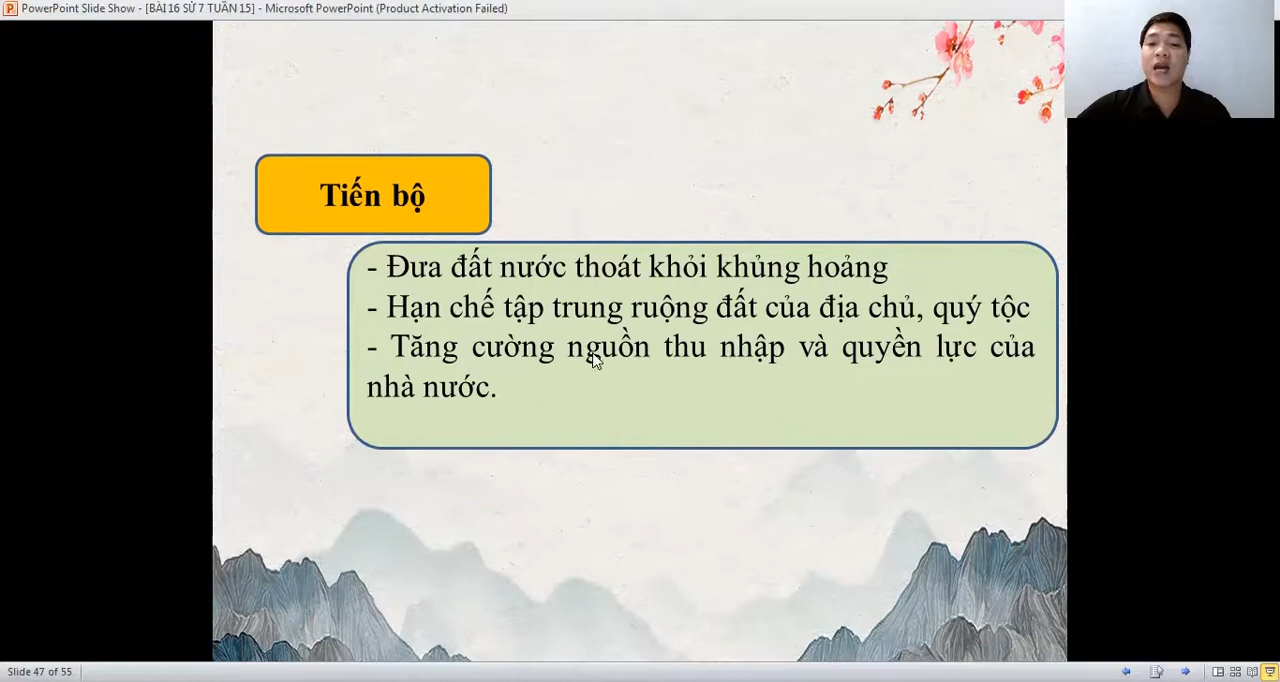 PowerPoint Slide Show - [BÀI 16 SỬ 7 TUẦN 15] - Microsoft PowerPoint (Product Activation Failed)
Tiến bộ
- Đưa đất nước thoát khỏi khủng hoảng
- Hạn chế tập trung ruộng đất của địa chủ, quý tộc
- Tăng cường nguồn thu nhập và quyền lực của
nhà nước.
Slide 47 of 55